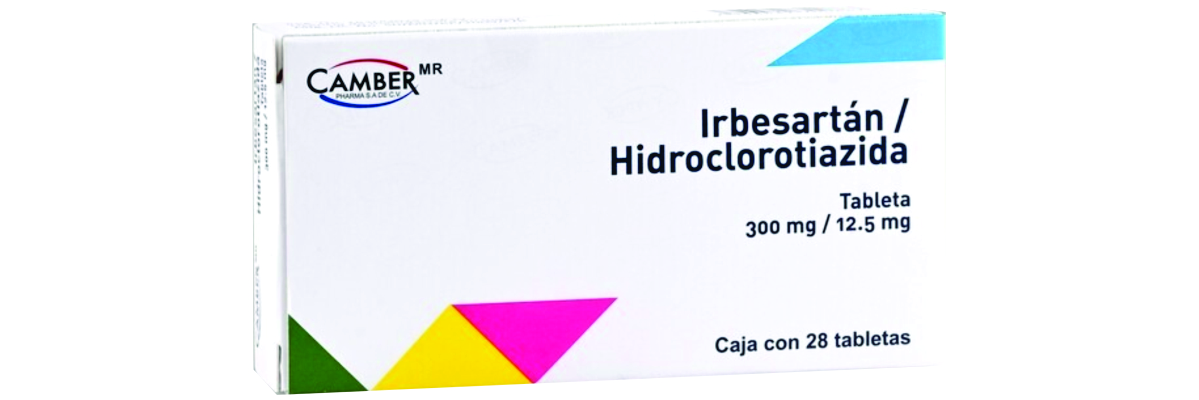 CAMBER MR
PHARMA S.A DE C.V.
Irbesartán /
Hidroclorotiazida
Tableta
300 mg / 12.5 mg
Caja con 28 tabletas